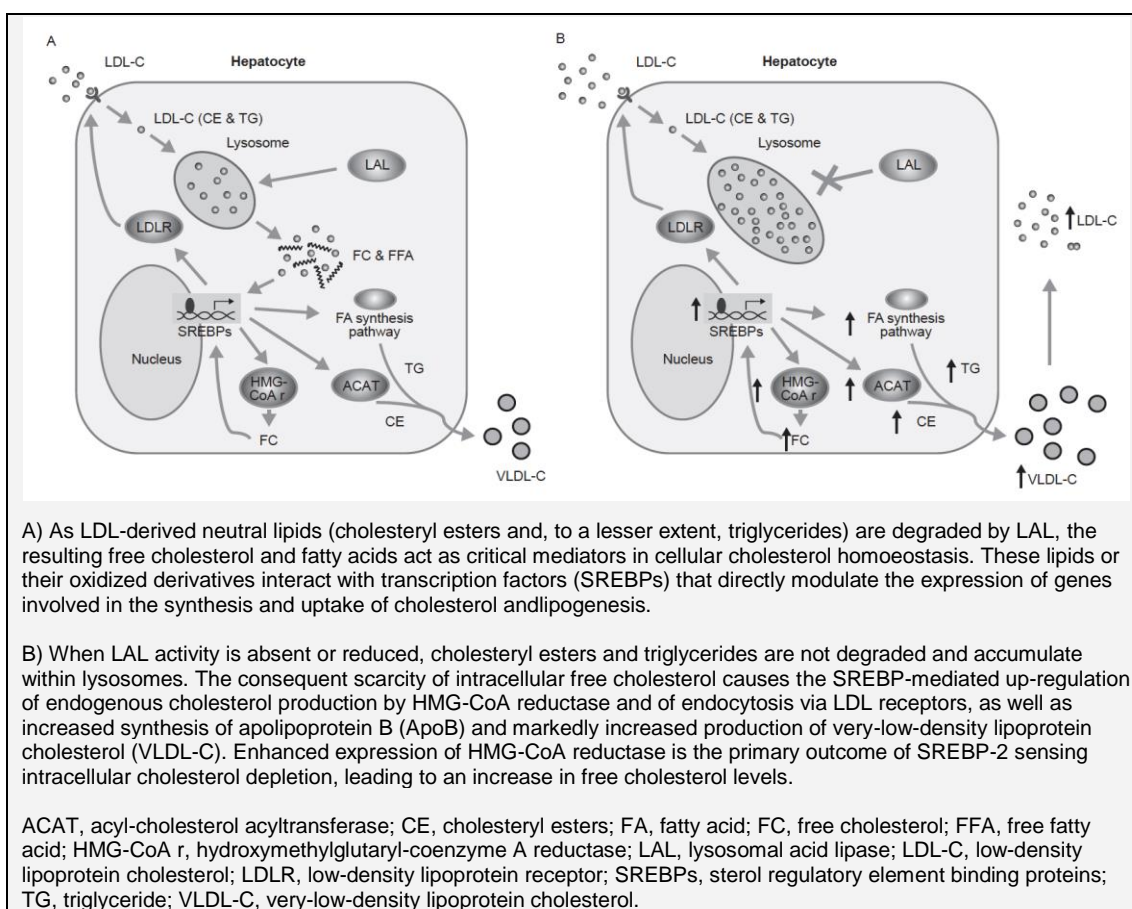 A
LDL-C
Hepatocyte
LDL-C (CE & TG)
Lysosome
LAL
LDLR
FC & FFA
SREBPs
FA synthesis
pathway
Nucleus
HMG-
CoA r
ACAT
TG
CE
FC
VLDL-C
B
LDL-C
Hepatocyte
LDL-C (CE & TG)
Lysosome
LAL
LDLR
LDL-C
SREBPs
FA synthesis
pathway
Nucleus
HMG-
CoA r
ACAT
TG
CE
FC
VLDL-C
A) As LDL-derived neutral lipids (cholesteryl esters and, to a lesser extent, triglycerides) are degraded by LAL, the
resulting free cholesterol and fatty acids act as critical mediators in cellular cholesterol homoeostasis. These lipids or
their oxidized derivatives interact with transcription factors (SREBPs) that directly modulate the expression of genes
involved in the synthesis and uptake of cholesterol andlipogenesis.
B) When LAL activity is absent or reduced, cholesteryl esters and triglycerides are not degraded and accumulate
within lysosomes. The consequent scarcity of intracellular free cholesterol causes the SREBP-mediated up-regulation
of endogenous cholesterol production by HMG-CoA reductase and of endocytosis via LDL receptors, as well as
increased synthesis of apolipoprotein B (ApoB) and markedly increased production of very-low-density lipoprotein
cholesterol (VLDL-C). Enhanced expression of HMG-CoA reductase is the primary outcome of SREBP-2 sensing
intracellular cholesterol depletion, leading to an increase in free cholesterol levels.
ACAT, acyl-cholesterol acyltransferase; CE, cholesteryl esters; FA, fatty acid; FC, free cholesterol; FFA, free fatty
acid; HMG-CoA r, hydroxymethylglutaryl-coenzyme A reductase; LAL, lysosomal acid lipase; LDL-C, low-density
lipoprotein cholesterol; LDLR, low-density lipoprotein receptor; SREBPs, sterol regulatory element binding proteins;
TG, triglyceride; VLDL-C, very-low-density lipoprotein cholesterol.